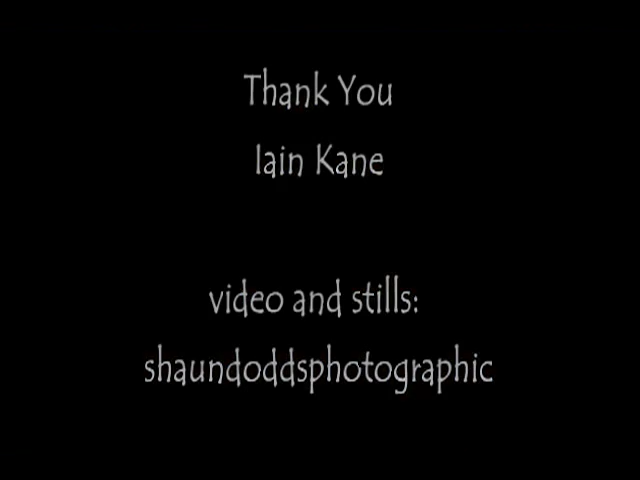 Thank You
Iain Kane
video and stills:
shaundoddsphotographic